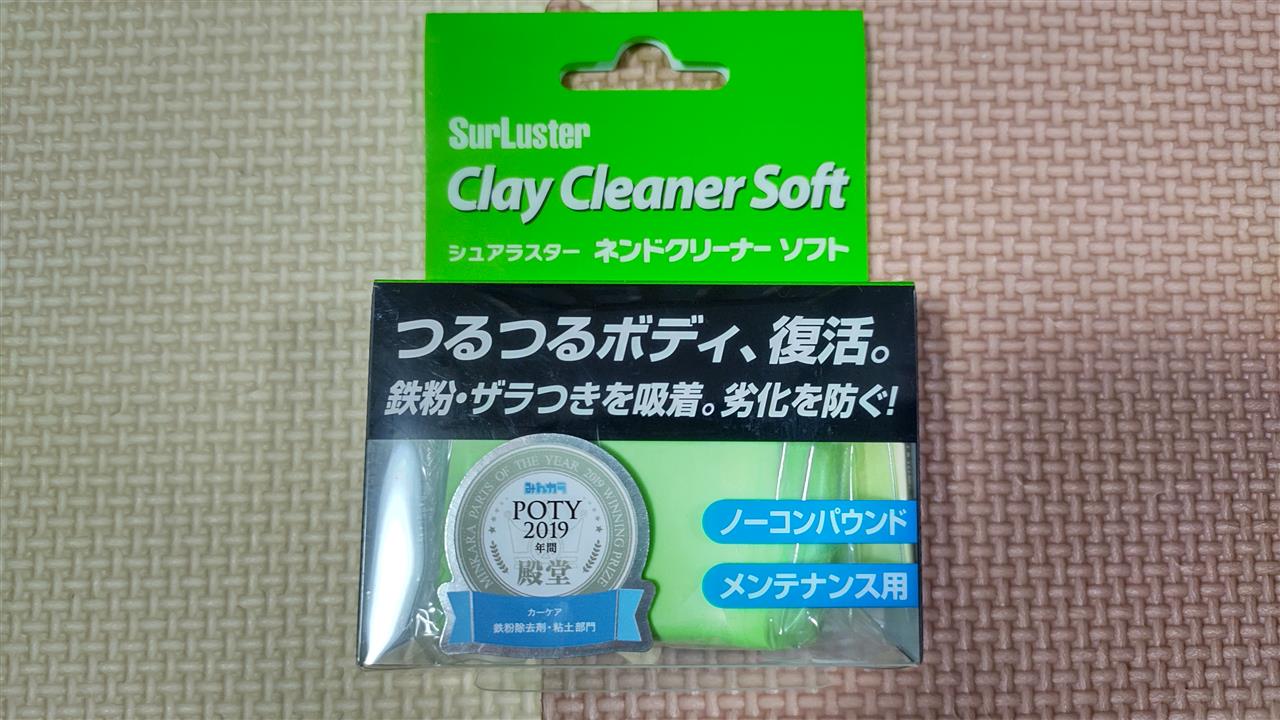 SurLuster
Clay Cleaner Soft
シュアラスター ネンドクリーナー ソフト
つるつるボディ、復活。
鉄粉・ザラつきを吸着。劣化を防ぐ!
MINKARA PARTS OF THE YEAR 2019 WINNING PRIZE
みんカラ
POTY
2019
年間
殿堂
カーケア
鉄粉除去剤・粘土部門
ノーコンパウンド
メンテナンス用